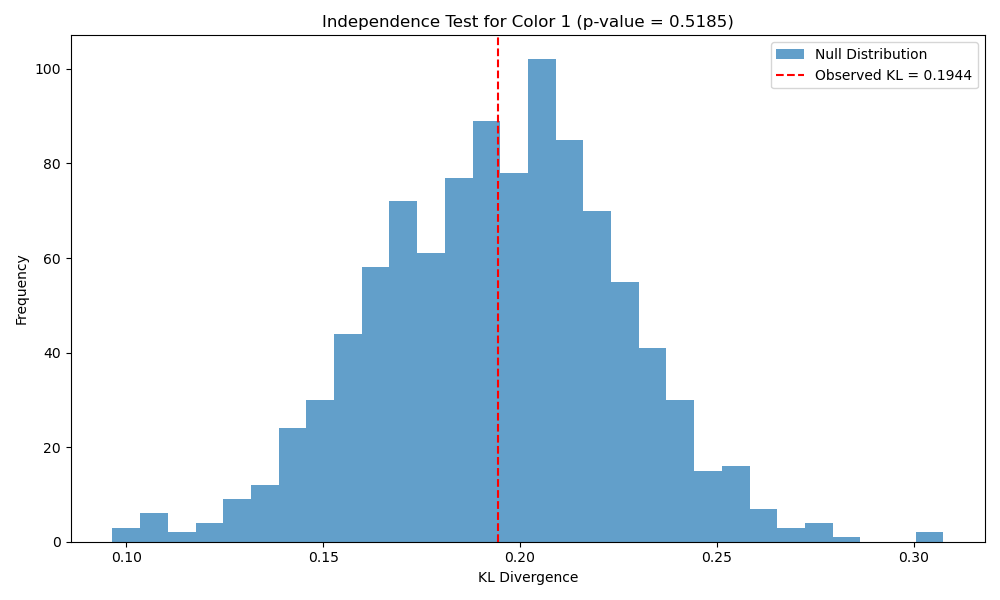 Independence Test for Color 1 (p-value = 0.5185)
Null Distribution
Observed KL = 0.1944
100
80
60
40
20
0
Frequency
0.10 0.15 0.20 0.25 0.30
KL Divergence